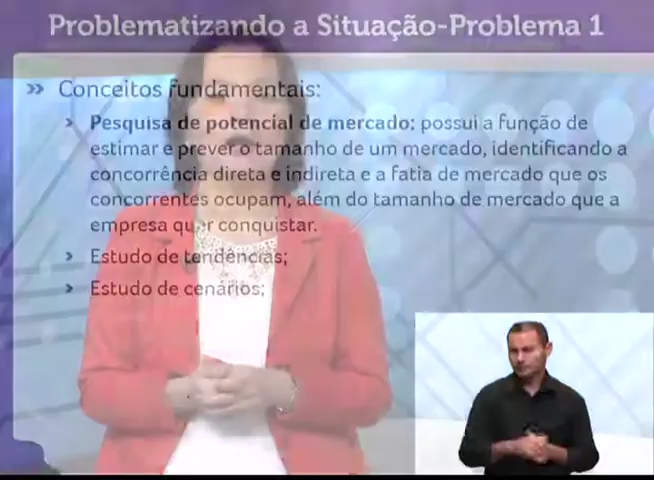 Problematizando a Situação-Problema 1
» Conceitos fundamentais:
› Pesquisa de potencial de mercado: possui a função de
estimar e prever o tamanho de um mercado, identificando a
concorrência direta e indireta e a fatia de mercado que os
concorrentes ocupam, além do tamanho de mercado que a
empresa quer conquistar.
› Estudo de tendências;
› Estudo de cenários;